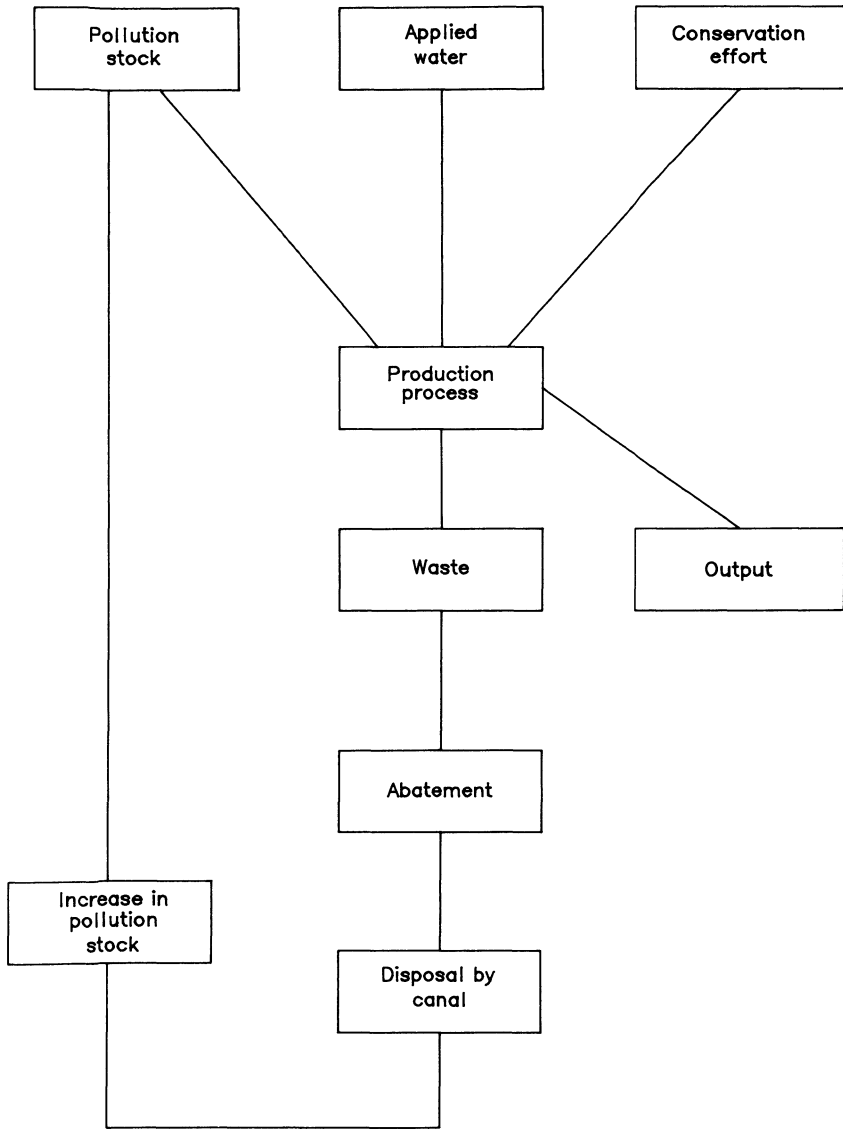 Pollution
stock
Applied
water
Conservation
effort
Production
process
Waste
Output
Abatement
Increase in
pollution
stock
Disposal by
canal